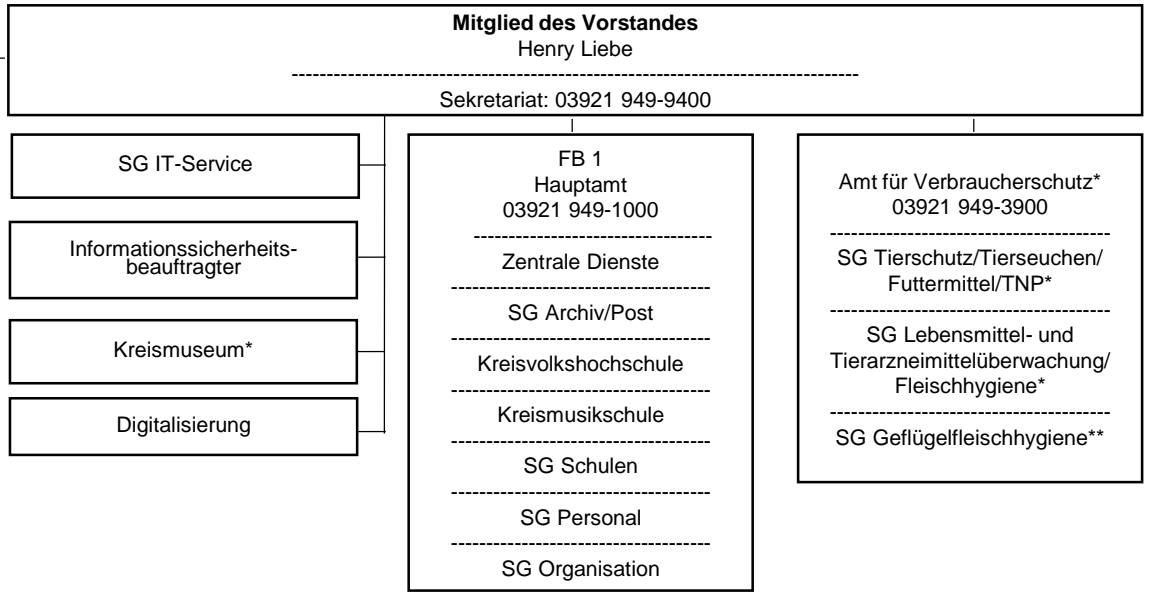 Mitglied des Vorstandes
Henry Liebe
Sekretariat: 03921 949-9400
SG IT-Service
Informationssicherheits-
beauftragter
Kreismuseum*
Digitalisierung
FB 1
Hauptamt
03921 949-1000
Zentrale Dienste
SG Archiv/Post
Kreisvolkshochschule
Kreismusikschule
SG Schulen
SG Personal
SG Organisation
Amt für Verbraucherschutz*
03921 949-3900
SG Tierschutz/Tierseuchen/
Futtermittel/TNP*
SG Lebensmittel- und
Tierarzneimittelüberwachung/
Fleischhygiene*
SG Geflügelfleischhygiene**